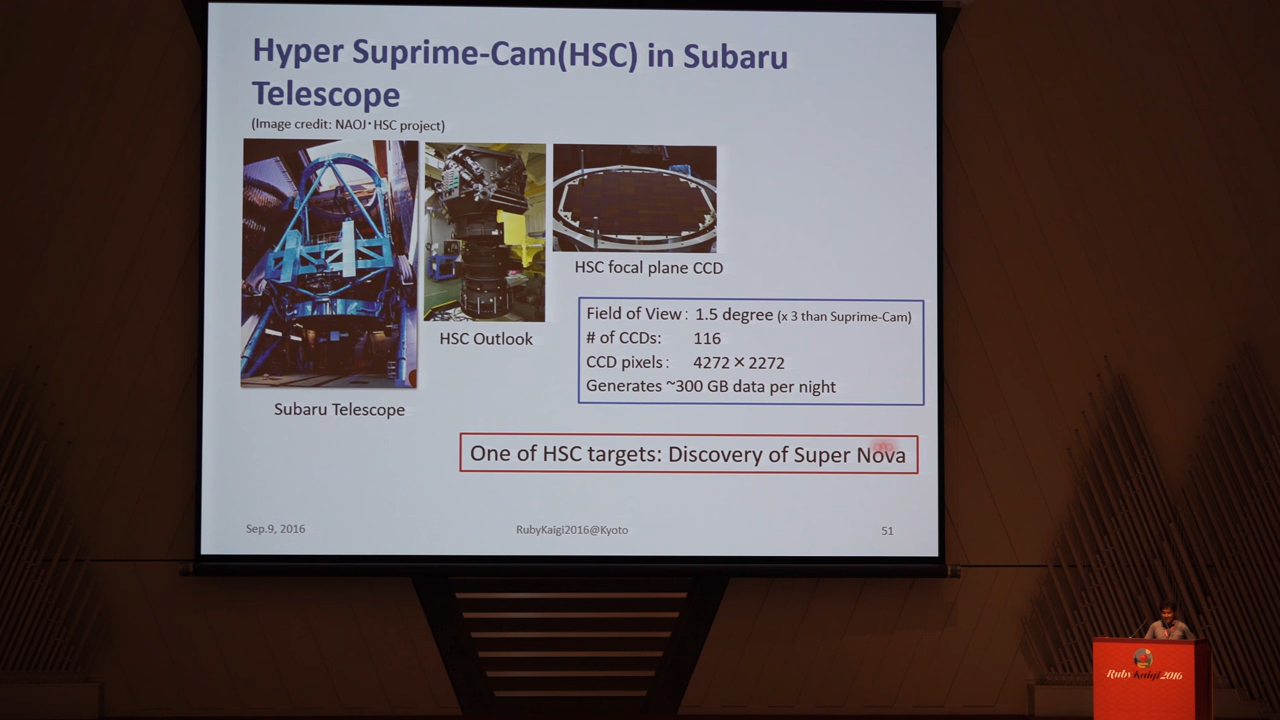 Hyper Suprime-Cam(HSC) in Subaru
Telescope
(Image credit: NAOJ・HSC project)
HSC focal plane CCD
HSC Outlook
Subaru Telescope
Field of View: 1.5 degree (x 3 than Suprime-Cam)
# of CCDs: 116
CCD pixels: 4272×2272
Generates ~300 GB data per night
One of HSC targets: Discovery of Super Nova
Sep.9, 2016 RubyKaigi2016@Kyoto 51
RubyKaigi2016